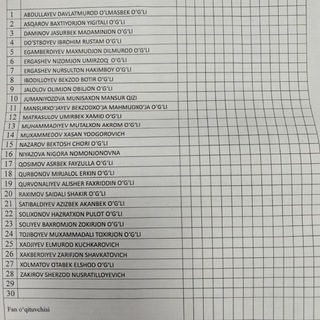 1 ABDULLAYEV DAVLATMUROD O'LMASBEK O'G'LI
2 ASQAROV BAXTIYORJON YIGITALI O'G'LI
3 DAMINOV JASURBEK MADAMINJON O'G'LI
4 DO'STBOYEV IBROHIM RUSTAM O'G'LI
5 EGAMBERDIYEV MAXMUDJON DILMUROD O'G'LI
6 ERGASHEV NIZOMJON UMIRZOQ O'G'LI
7 ERGASHEV NURSULTON HAKIMBOY O'G'LI
8 IBODILLOYEV BEKZOD BOTIR O'G'LI
9 JALOLOV OLIMJON OBILJON O'G'LI
10 JUMANIYOZOVA MUNISAXON MANSUR QIZI
11 MANSURXO'JAYEV BEKZODXO'JA MAHMUDXO'JA O'G'LI
12 MATRASULOV UMIRBEK XAMID O'G'LI
13 MUHAMMADIYEV MUTALXON AKROM O'G'LI
14 MUXAMMEDOV XASAN YODGOROVICH
15 NAZAROV BEKTOSH CHORI O'G'LI
16 NIYAZOVA NIGORA NOMONJONOVNA
17 QOSIMOV ASRBEK FAYZULLA O'G'LI
18 QURBONOV MIRJALOL ERKIN O'G'LI
19 QURVONALIYEV ALISHER FAXRIDDIN O'G'LI
20 RAXIMOV SAIDALI SHAKIR O'G'LI
21 SATIBALDIYEV AZIZBEK AKANBEK O'G'LI
22 SOLIXONOV HAZRATXON PULOT O'G'LI
23 SOLIYEV BAXROMJON ZOKIRJON O'G'LI
24 TOJIBOYEV MUXAMMADALI TOXIRJON O'G'LI
25 XADJIYEV ELMUROD KUCHKAROVICH
26 XAKBERDIYEV ZARIFJON SHAVKATOVICH
27 XOLMATOV OTABEK ELSHOD O'G'LI
28 ZAKIROV SHERZOD NUSRATILLOYEVICH
29
30
Fan o'qituvchisi